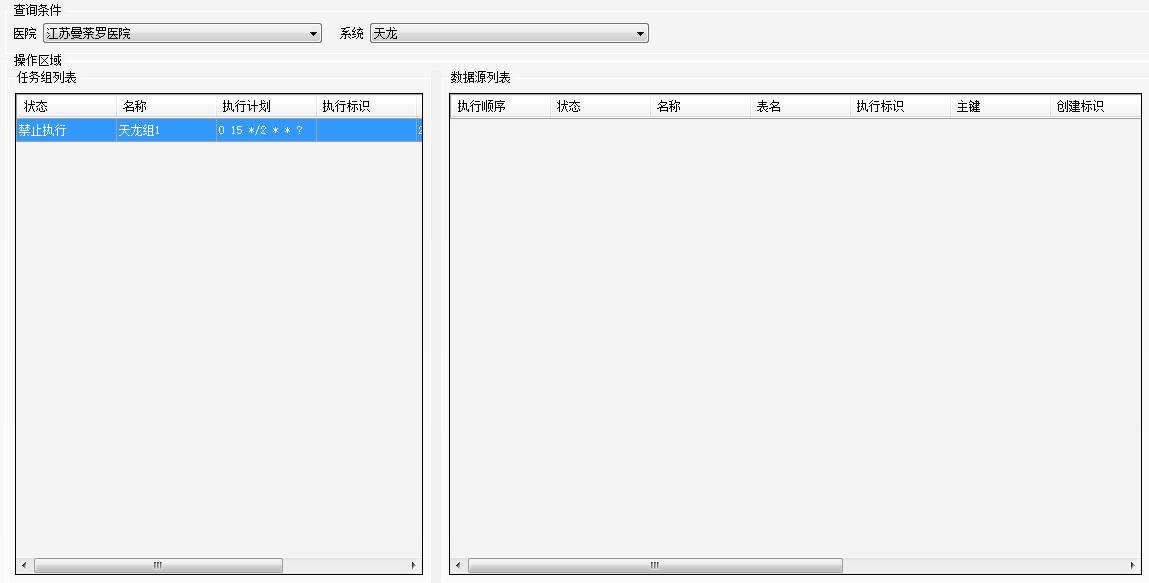 查询条件
医院 江苏曼荼罗医院 系统 天龙
操作区域
任务组列表
状态 名称 执行计划 执行标识
禁止执行 天龙组1 0 15 */2 * * ?
数据源列表
执行顺序 状态 名称 表名 执行标识 主键 创建标识